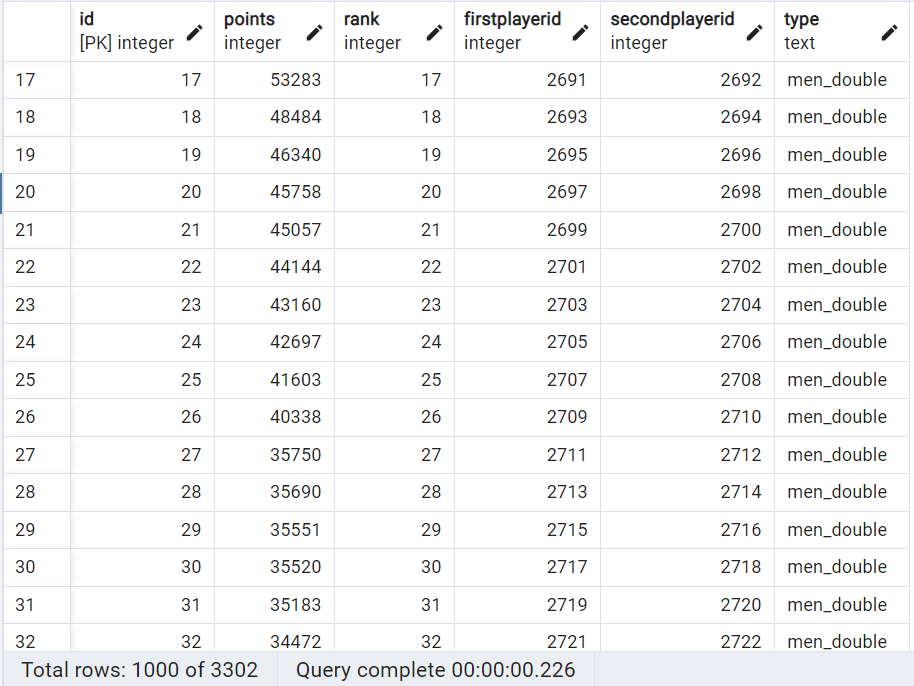 id points rank firstplayerid secondplayerid type
[PK] integer integer integer integer integer text
17 17 53283 17 2691 2692 men_double
18 18 48484 18 2693 2694 men_double
19 19 46340 19 2695 2696 men_double
20 20 45758 20 2697 2698 men_double
21 21 45057 21 2699 2700 men_double
22 22 44144 22 2701 2702 men_double
23 23 43160 23 2703 2704 men_double
24 24 42697 24 2705 2706 men_double
25 25 41603 25 2707 2708 men_double
26 26 40338 26 2709 2710 men_double
27 27 35750 27 2711 2712 men_double
28 28 35690 28 2713 2714 men_double
29 29 35551 29 2715 2716 men_double
30 30 35520 30 2717 2718 men_double
31 31 35183 31 2719 2720 men_double
32 32 34472 32 2721 2722 men_double
Total rows: 1000 of 3302 Query complete 00:00:00.226